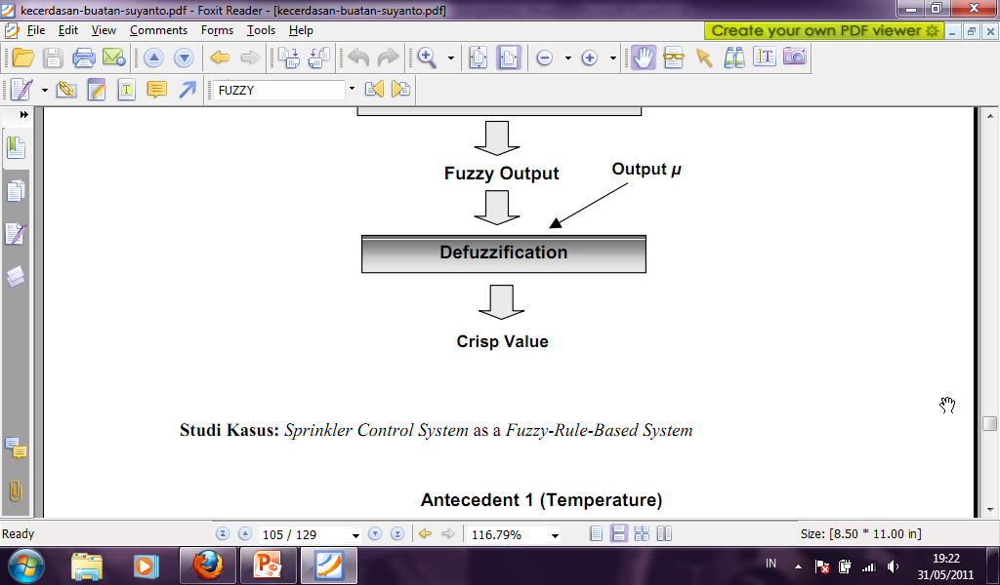 kecerdasan-buatan-suyanto.pdf - Foxit Reader - [kecerdasan-buatan-suyanto.pdf]
File Edit View Comments Forms Tools Help
Create your own PDF viewer
FUZZY
Fuzzy Output
Output μ
Defuzzification
Crisp Value
Studi Kasus: Sprinkler Control System as a Fuzzy-Rule-Based System
Antecedent 1 (Temperature)
Ready
105 / 129
116.79%
Size: [8.50 * 11.00 in]
IN
19:22
31/05/2011